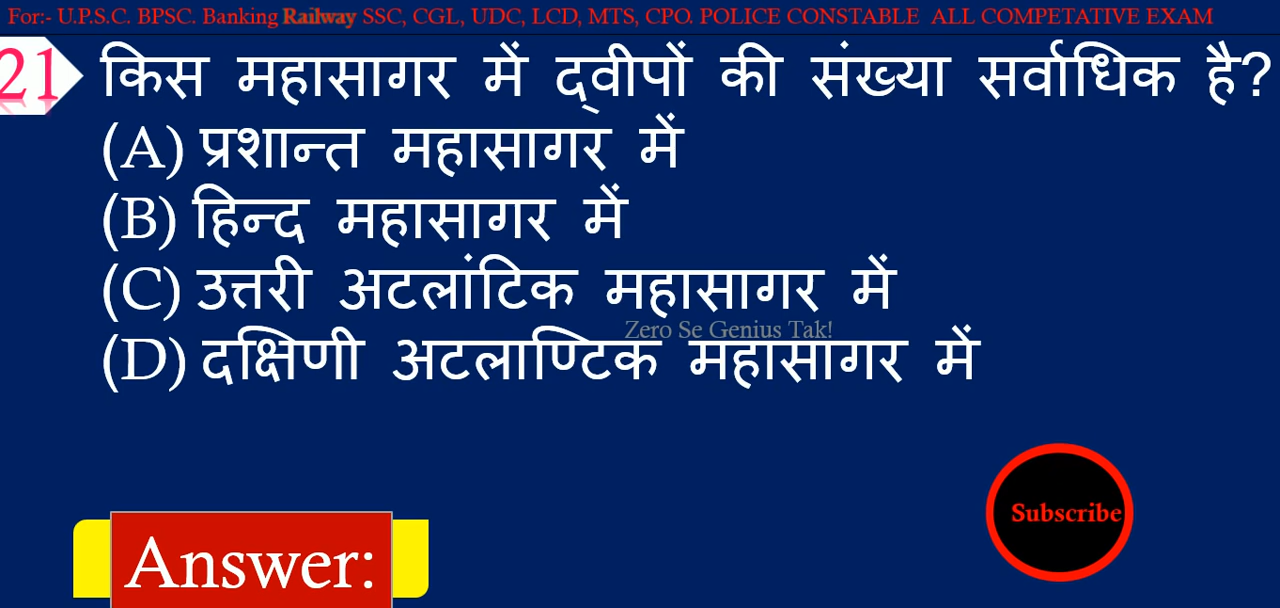 For:- U.P.S.C. BPSC. Banking Railway SSC, CGL, UDC, LCD, MTS, CPO. POLICE CONSTABLE ALL COMPETATIVE EXAM
21 किस महासागर में द्वीपों की संख्या सर्वाधिक है?
(A) प्रशान्त महासागर में
(B) हिन्द महासागर में
(C) उत्तरी अटलांटिक महासागर में
Zero Se Genius Tak!
(D) दक्षिणी अटलाण्टिक महासागर में
Subscribe
Answer: